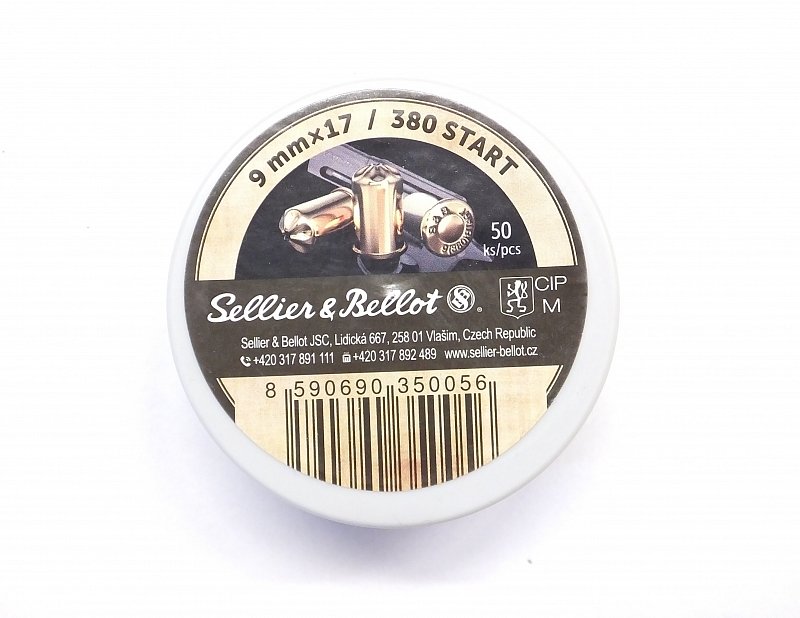 9 mm×17 / 380 START
50
ks/pcs
Sellier & Bellot
CIP
M
Sellier & Bellot JSC, Lidická 667, 258 01 Vlašim, Czech Republic
+420 317 891 111 +420 317 892 489 www.sellier-bellot.cz
8 590690 350056